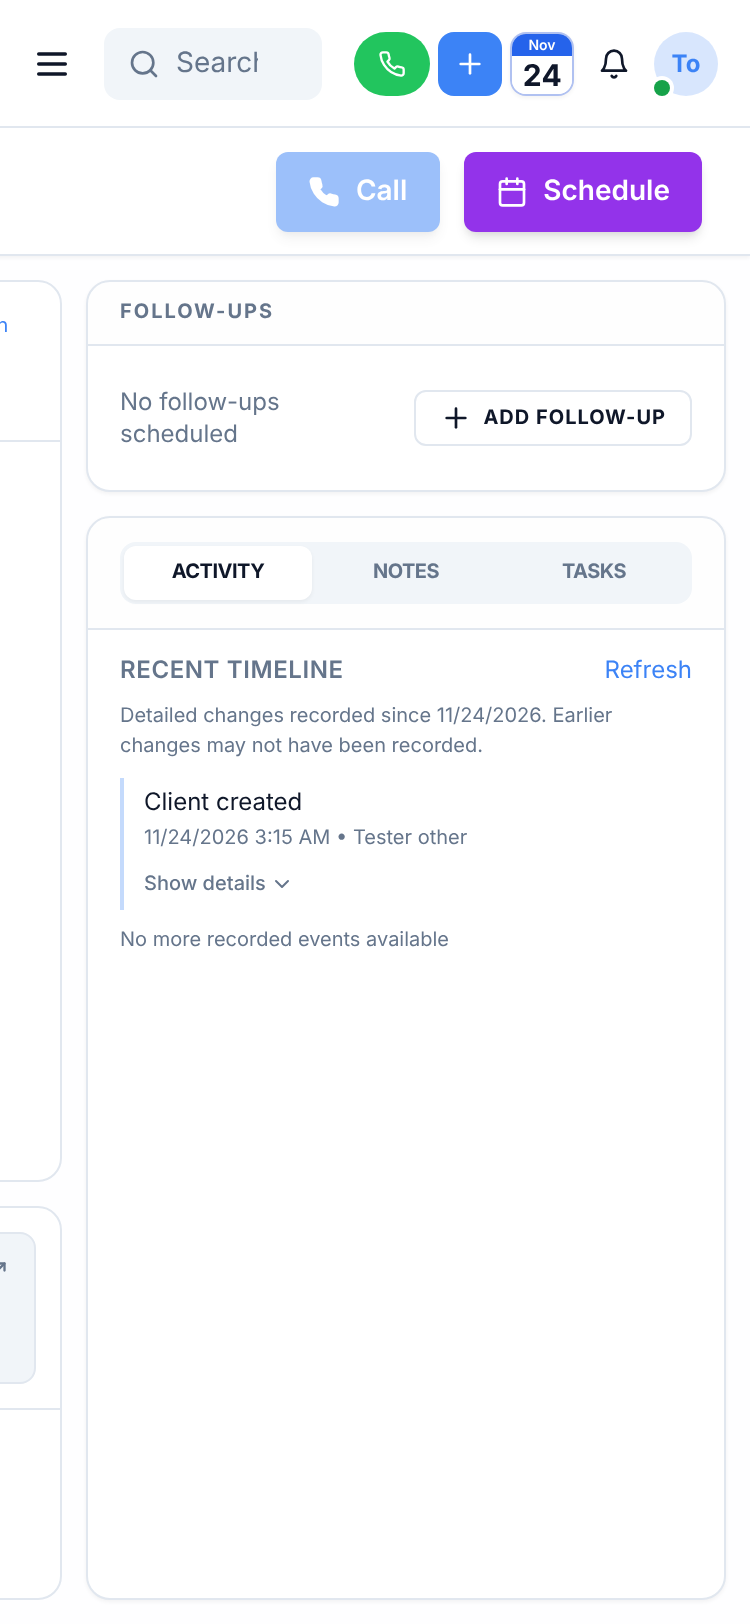 Search
Nov
24
To
Call
Schedule
FOLLOW-UPS
No follow-ups
scheduled
ADD FOLLOW-UP
ACTIVITY
NOTES
TASKS
RECENT TIMELINE
Refresh
Detailed changes recorded since 11/24/2026. Earlier
changes may not have been recorded.
Client created
11/24/2026 3:15 AM • Tester other
Show details
No more recorded events available